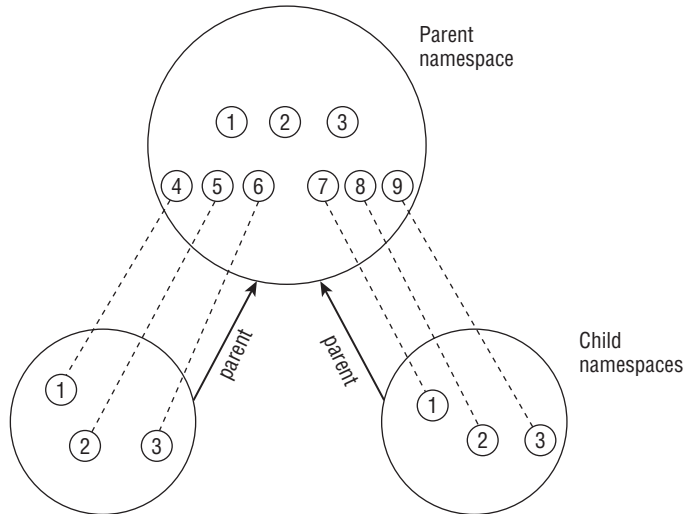 Parent
namespace
1 2 3
4 5 6 7 8 9
parent
parent
Child
namespaces
1
2 3
1
2 3